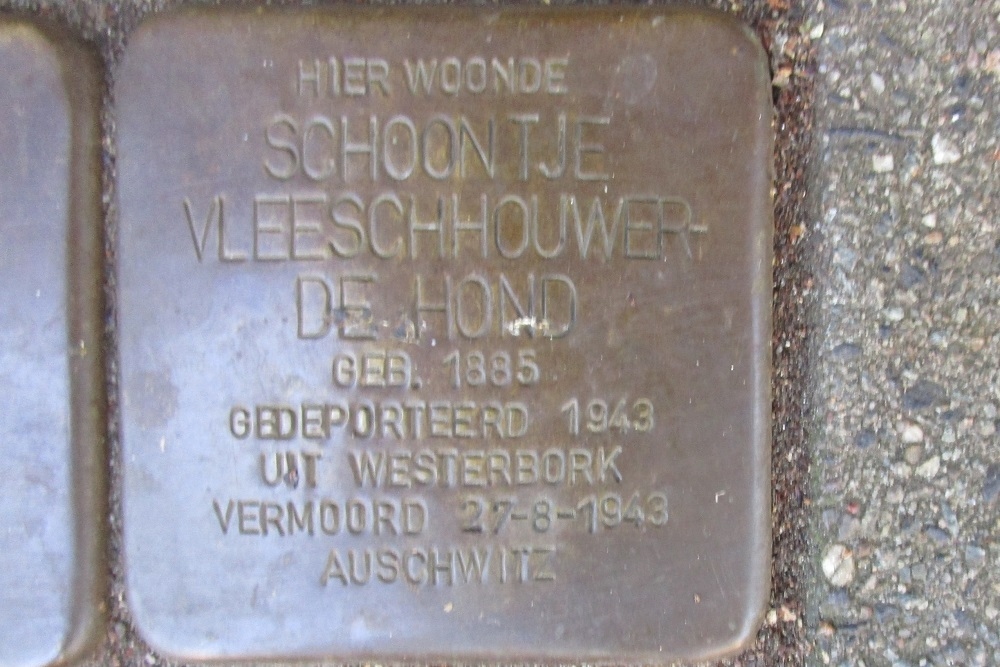 HIER WOONDE
SCHOONTJE
VLEESCHHOUWER-
DE HOND
GEB. 1885
GEDEPORTEERD 1943
UIT WESTERBORK
VERMOORD 27-8-1943
AUSCHWITZ